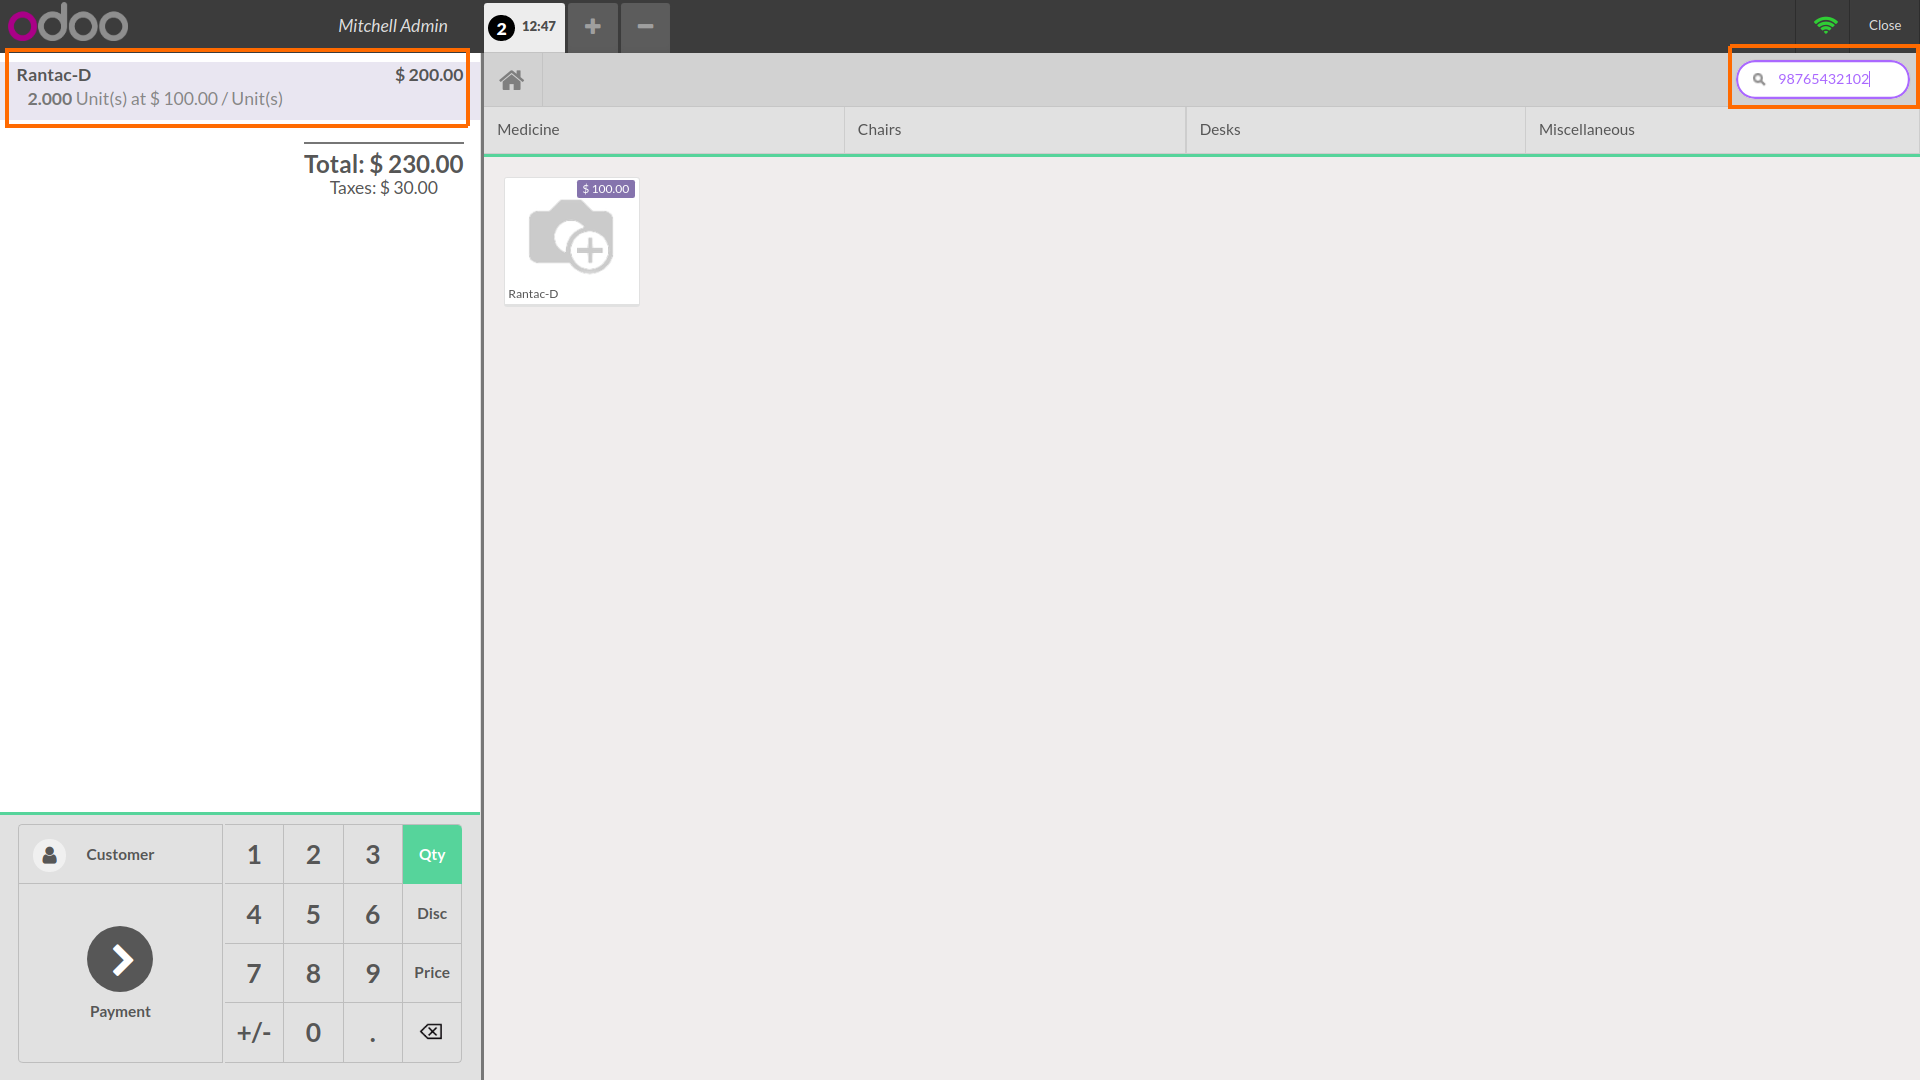 odoo
Mitchell Admin
2 12:47
Close
Rantac-D $ 200.00
2.000 Unit(s) at $ 100.00 / Unit(s)
Total: $ 230.00
Taxes: $ 30.00
98765432102
Medicine
Chairs
Desks
Miscellaneous
$ 100.00
Rantac-D
Customer
Payment
1 2 3 Qty
4 5 6 Disc
7 8 9 Price
+/- 0 .